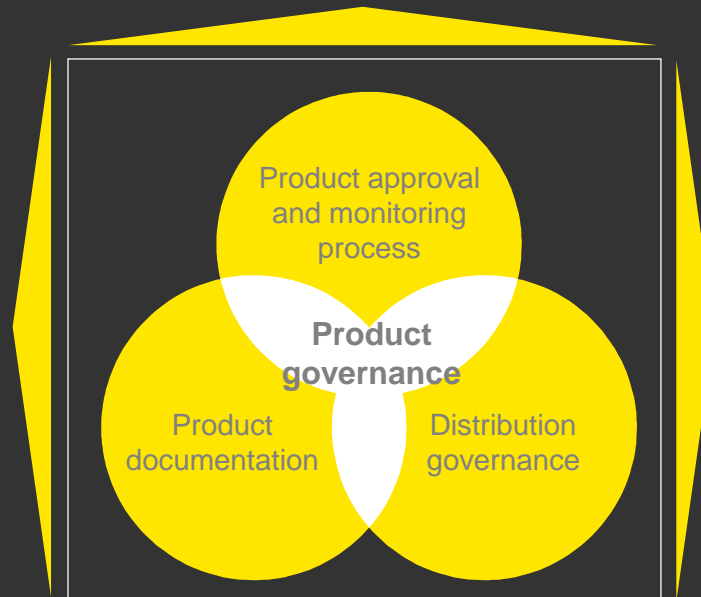 Product approval
and monitoring
process
Product
governance
Product
documentation
Distribution
governance